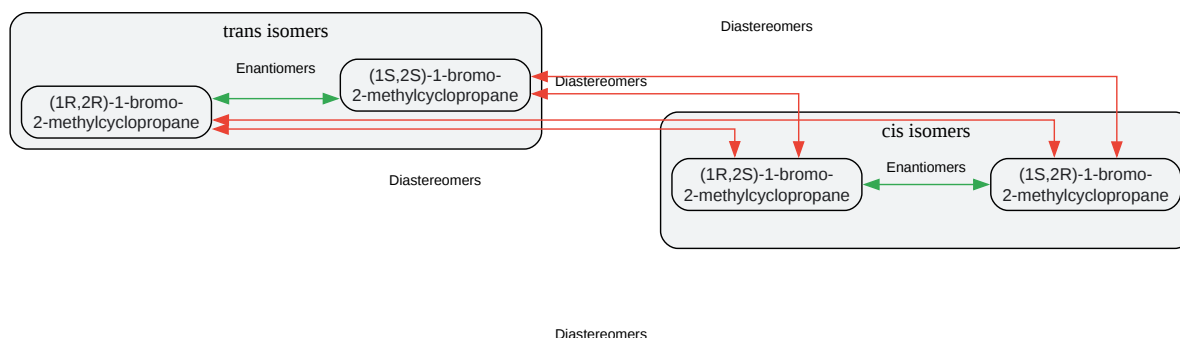 Diastereomers
trans isomers
Enantiomers
(1S,2S)-1-bromo-
2-methylcyclopropane
Diastereomers
(1R,2R)-1-bromo-
2-methylcyclopropane
cis isomers
Diastereomers
(1R,2S)-1-bromo-
2-methylcyclopropane
Enantiomers
(1S,2R)-1-bromo-
2-methylcyclopropane
Diastereomers